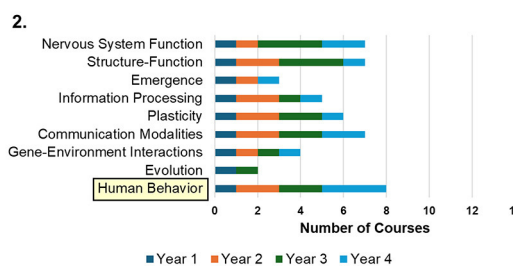 2.
Nervous System Function
Structure-Function
Emergence
Information Processing
Plasticity
Communication Modalities
Gene-Environment Interactions
Evolution
Human Behavior
0 2 4 6 8 10 12 1
Number of Courses
Year 1 Year 2 Year 3 Year 4